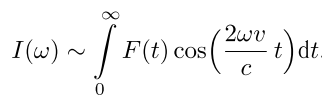 I(ω) ∼ ∫₀^∞ F(t) cos(2ωv/c t)dt.